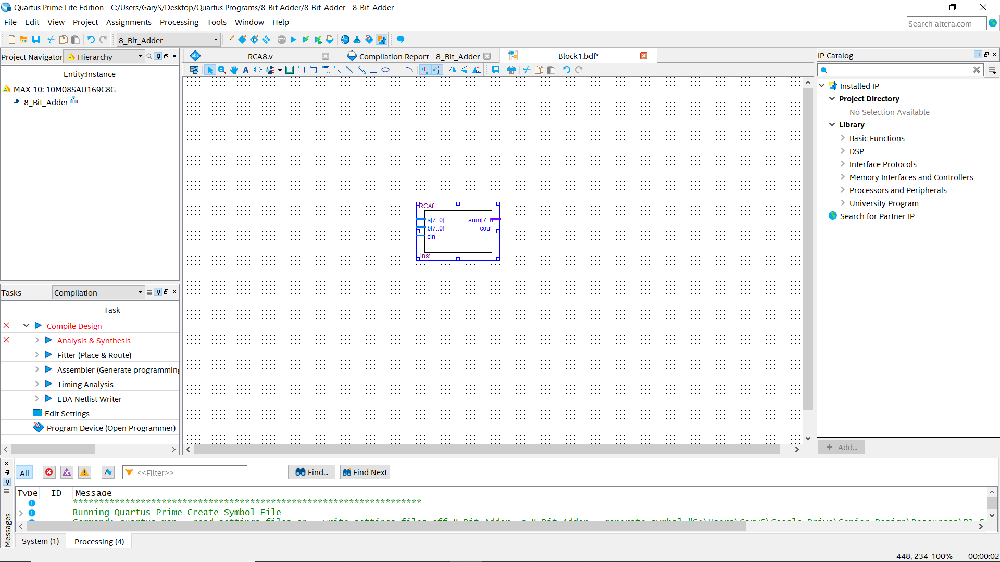 Quartus Prime Lite Edition - C:/Users/GaryS/Desktop/Quartus Programs/8-Bit Adder/8_Bit_Adder - 8_Bit_Adder
File Edit View Project Assignments Processing Tools Window Help
Search altera.com
8_Bit_Adder
Project Navigator Hierarchy
Entity:Instance
MAX 10: 10M08SAU169C8G
8_Bit_Adder
Tasks Compilation
Task
Compile Design
Analysis & Synthesis
Fitter (Place & Route)
Assembler (Generate programming
Timing Analysis
EDA Netlist Writer
Edit Settings
Program Device (Open Programmer)
abc RCA8.v Compilation Report - 8_Bit_Adder Block1.bdf*
RCA8
a[7..0] sum[7..0
b[7..0] cout
cin
inst
IP Catalog
Installed IP
Project Directory
No Selection Available
Library
Basic Functions
DSP
Interface Protocols
Memory Interfaces and Controllers
Processors and Peripherals
University Program
Search for Partner IP
+ Add...
Messages
All <<Filter>> Find... Find Next
Type ID Message
*******************************************************************
Running Quartus Prime Create Symbol File
System (1) Processing (4)
448, 234 100% 00:00:02